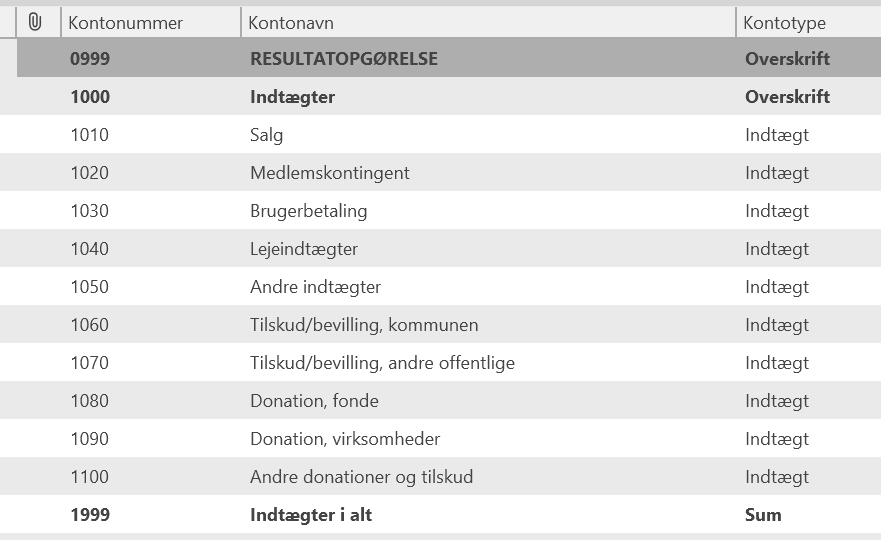 Kontonummer Kontonavn Kontotype
0999 RESULTATOPGØRELSE Overskrift
1000 Indtægter Overskrift
1010 Salg Indtægt
1020 Medlemskontingent Indtægt
1030 Brugerbetaling Indtægt
1040 Lejeindtægter Indtægt
1050 Andre indtægter Indtægt
1060 Tilskud/bevilling, kommunen Indtægt
1070 Tilskud/bevilling, andre offentlige Indtægt
1080 Donation, fonde Indtægt
1090 Donation, virksomheder Indtægt
1100 Andre donationer og tilskud Indtægt
1999 Indtægter i alt Sum